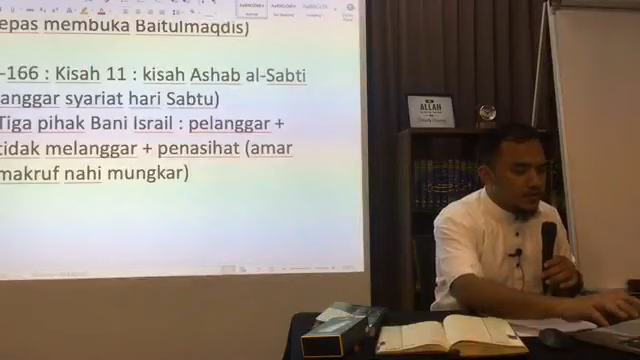 epas membuka Baitulmaqdis)
-166 : Kisah 11 : kisah Ashab al-Sabti
anggar syariat hari Sabtu)
Tiga pihak Bani Israil : pelanggar +
tidak melanggar + penasihat (amar
makruf nahi mungkar)
ALLAH